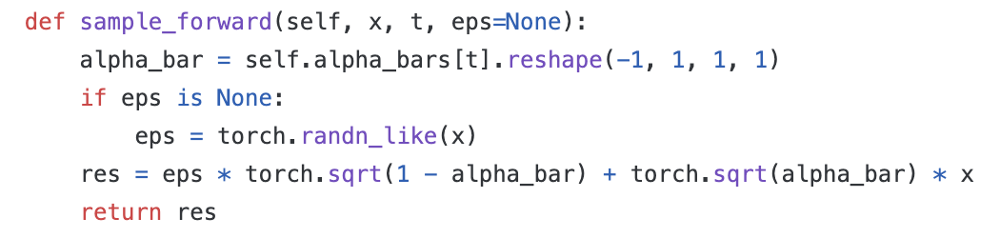 def sample_forward(self, x, t, eps=None):
    alpha_bar = self.alpha_bars[t].reshape(-1, 1, 1, 1)
    if eps is None:
        eps = torch.randn_like(x)
    res = eps * torch.sqrt(1 - alpha_bar) + torch.sqrt(alpha_bar) * x
    return res